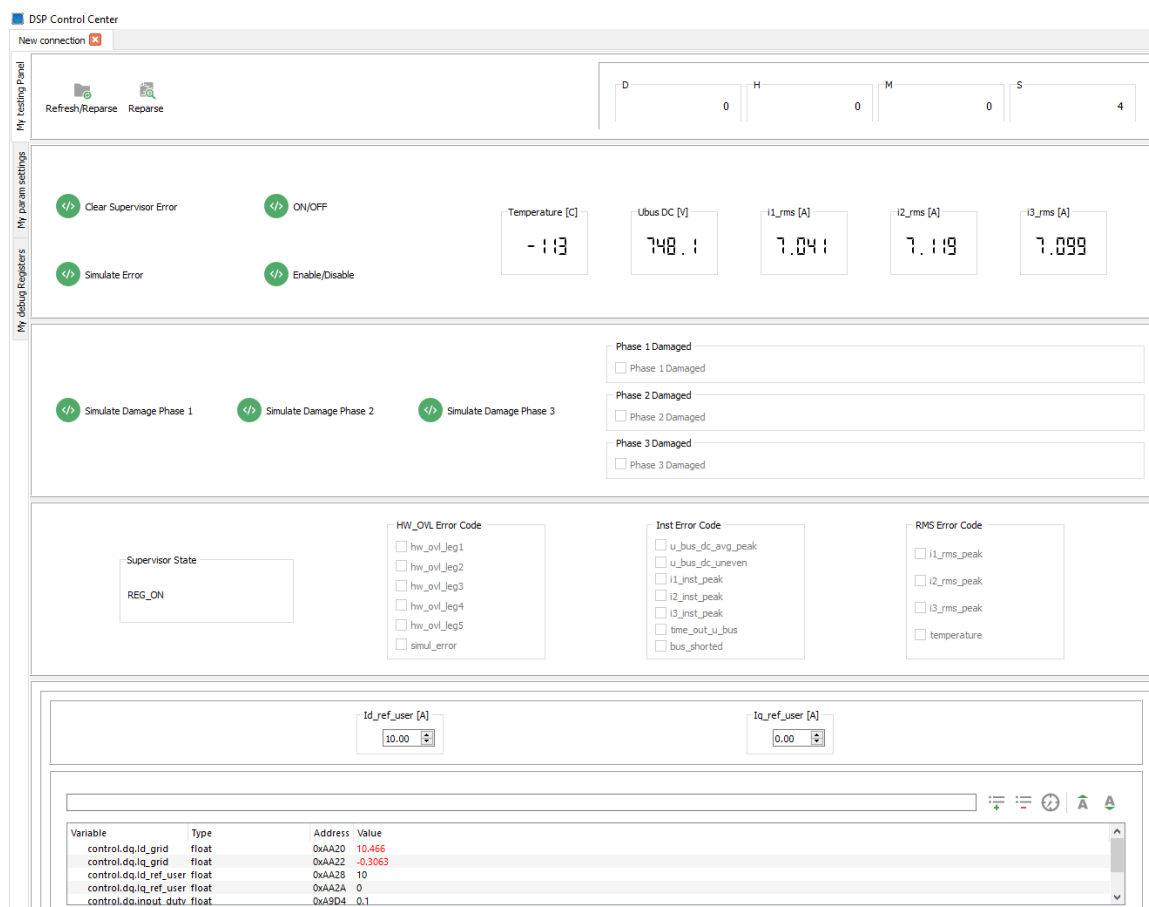 DSP Control Center
New connection
My testing Panel
My param settings
My debug Registers
Refresh/Reparse Reparse
D H M S
0 0 0 4
Clear Supervisor Error ON/OFF
Simulate Error Enable/Disable
Temperature [C] Ubus DC [V] i1_rms [A] i2_rms [A] i3_rms [A]
-113 748.1 7.041 7.119 7.099
Simulate Damage Phase 1 Simulate Damage Phase 2 Simulate Damage Phase 3
Phase 1 Damaged
Phase 1 Damaged
Phase 2 Damaged
Phase 2 Damaged
Phase 3 Damaged
Phase 3 Damaged
Supervisor State
REG_ON
HW_OVL Error Code
hw_ovl_leg1
hw_ovl_leg2
hw_ovl_leg3
hw_ovl_leg4
hw_ovl_leg5
simul_error
Inst Error Code
u_bus_dc_avg_peak
u_bus_dc_uneven
i1_inst_peak
i2_inst_peak
i3_inst_peak
time_out_u_bus
bus_shorted
RMS Error Code
i1_rms_peak
i2_rms_peak
i3_rms_peak
temperature
Id_ref_user [A] Iq_ref_user [A]
10.00 0.00
Variable Type Address Value
control.dq.Id_grid float 0xAA20 10.466
control.dq.Iq_grid float 0xAA22 -0.3063
control.dq.Id_ref_user float 0xAA28 10
control.dq.Iq_ref_user float 0xAA2A 0
control.dq.input_duty float 0xA9D4 0.1